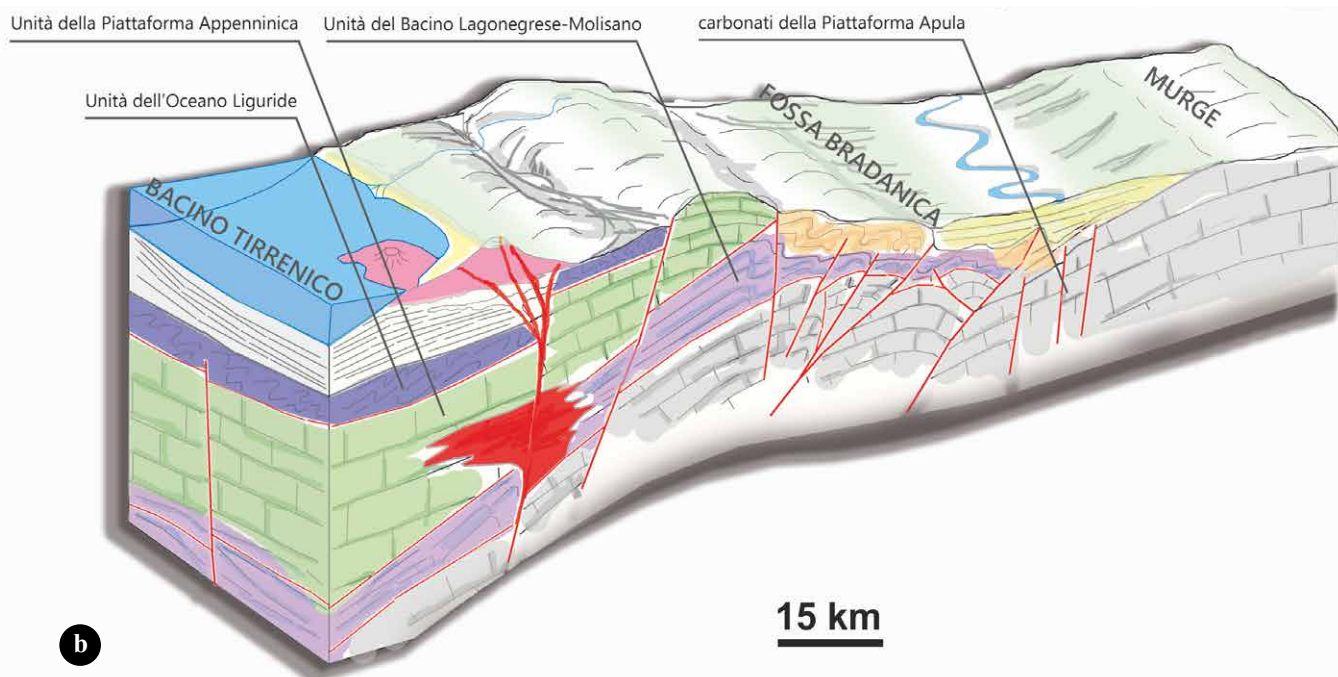 Unità della Piattaforma Appenninica
Unità del Bacino Lagonegrese-Molisano
carbonati della Piattaforma Apula
Unità dell'Oceano Liguride
BACINO TIRRENICO
FOSSA BRADANICA
MURGE
15 km
b